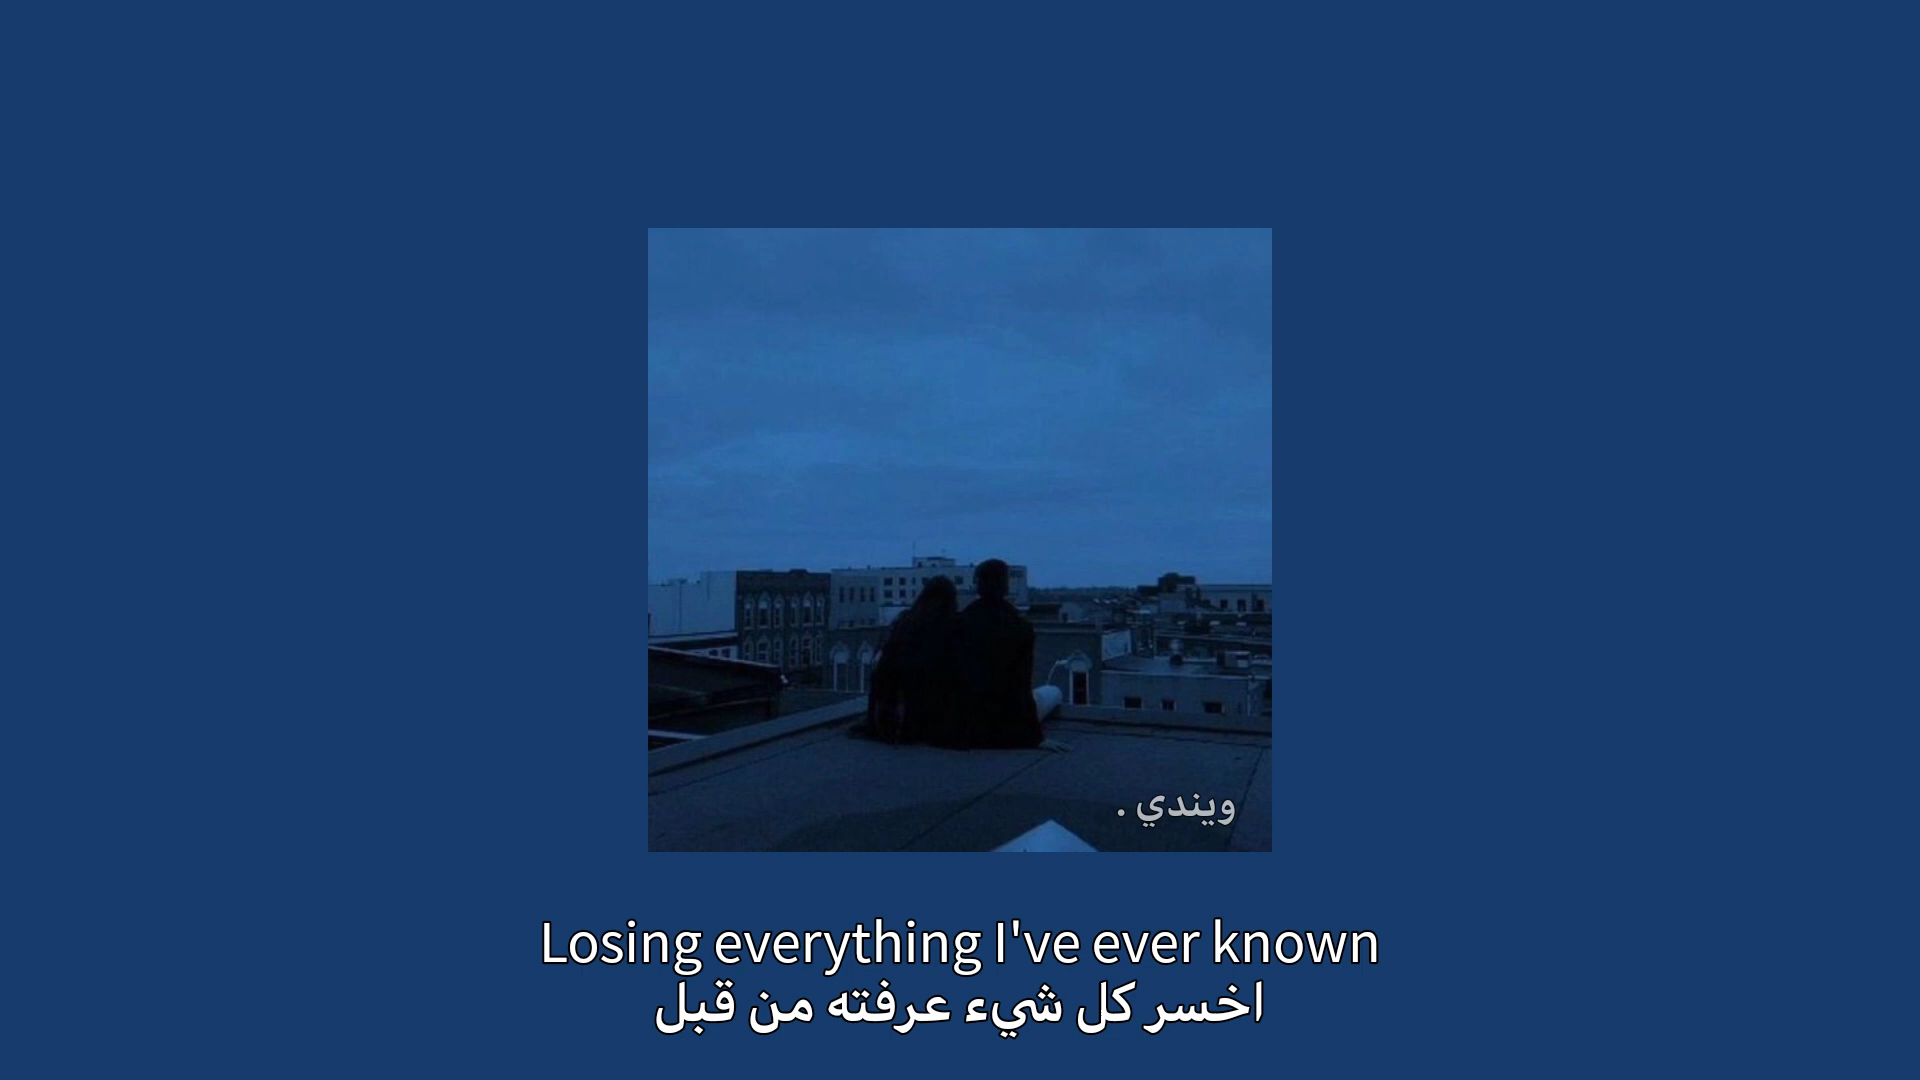 ويندي .
Losing everything I've ever known
اخسر كل شيء عرفته من قبل